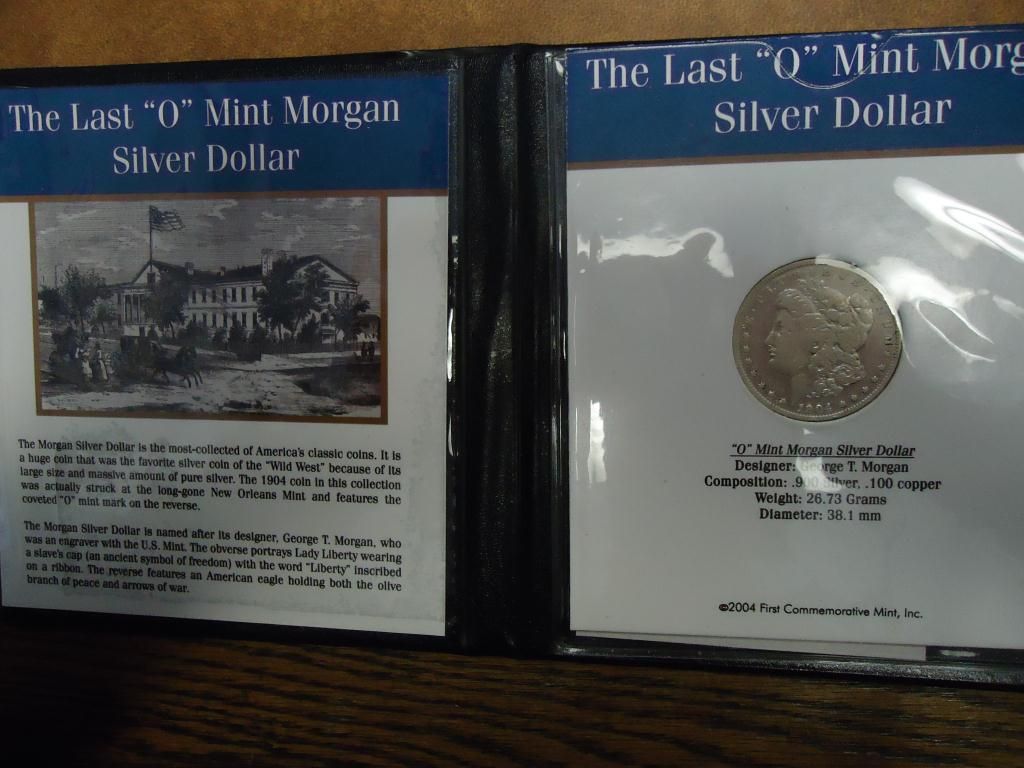 The Last “O” Mint Morgan
Silver Dollar
The Morgan Silver Dollar is the most-collected of America's classic coins. It is
a huge coin that was the favorite silver coin of the “Wild West” because of its
large size and massive amount of pure silver. The 1904 coin in this collection
was actually struck at the long-gone New Orleans Mint and features the
coveted “O” mint mark on the reverse.
The Morgan Silver Dollar is named after its designer, George T. Morgan, who
was an engraver with the U.S. Mint. The obverse portrays Lady Liberty wearing
a slave's cap (an ancient symbol of freedom) with the word “Liberty” inscribed
on a ribbon. The reverse features an American eagle holding both the olive
branch of peace and arrows of war.
The Last “O” Mint Morg
Silver Dollar
“O” Mint Morgan Silver Dollar
Designer: George T. Morgan
Composition: .900 Silver, .100 copper
Weight: 26.73 Grams
Diameter: 38.1 mm
©2004 First Commemorative Mint, Inc.